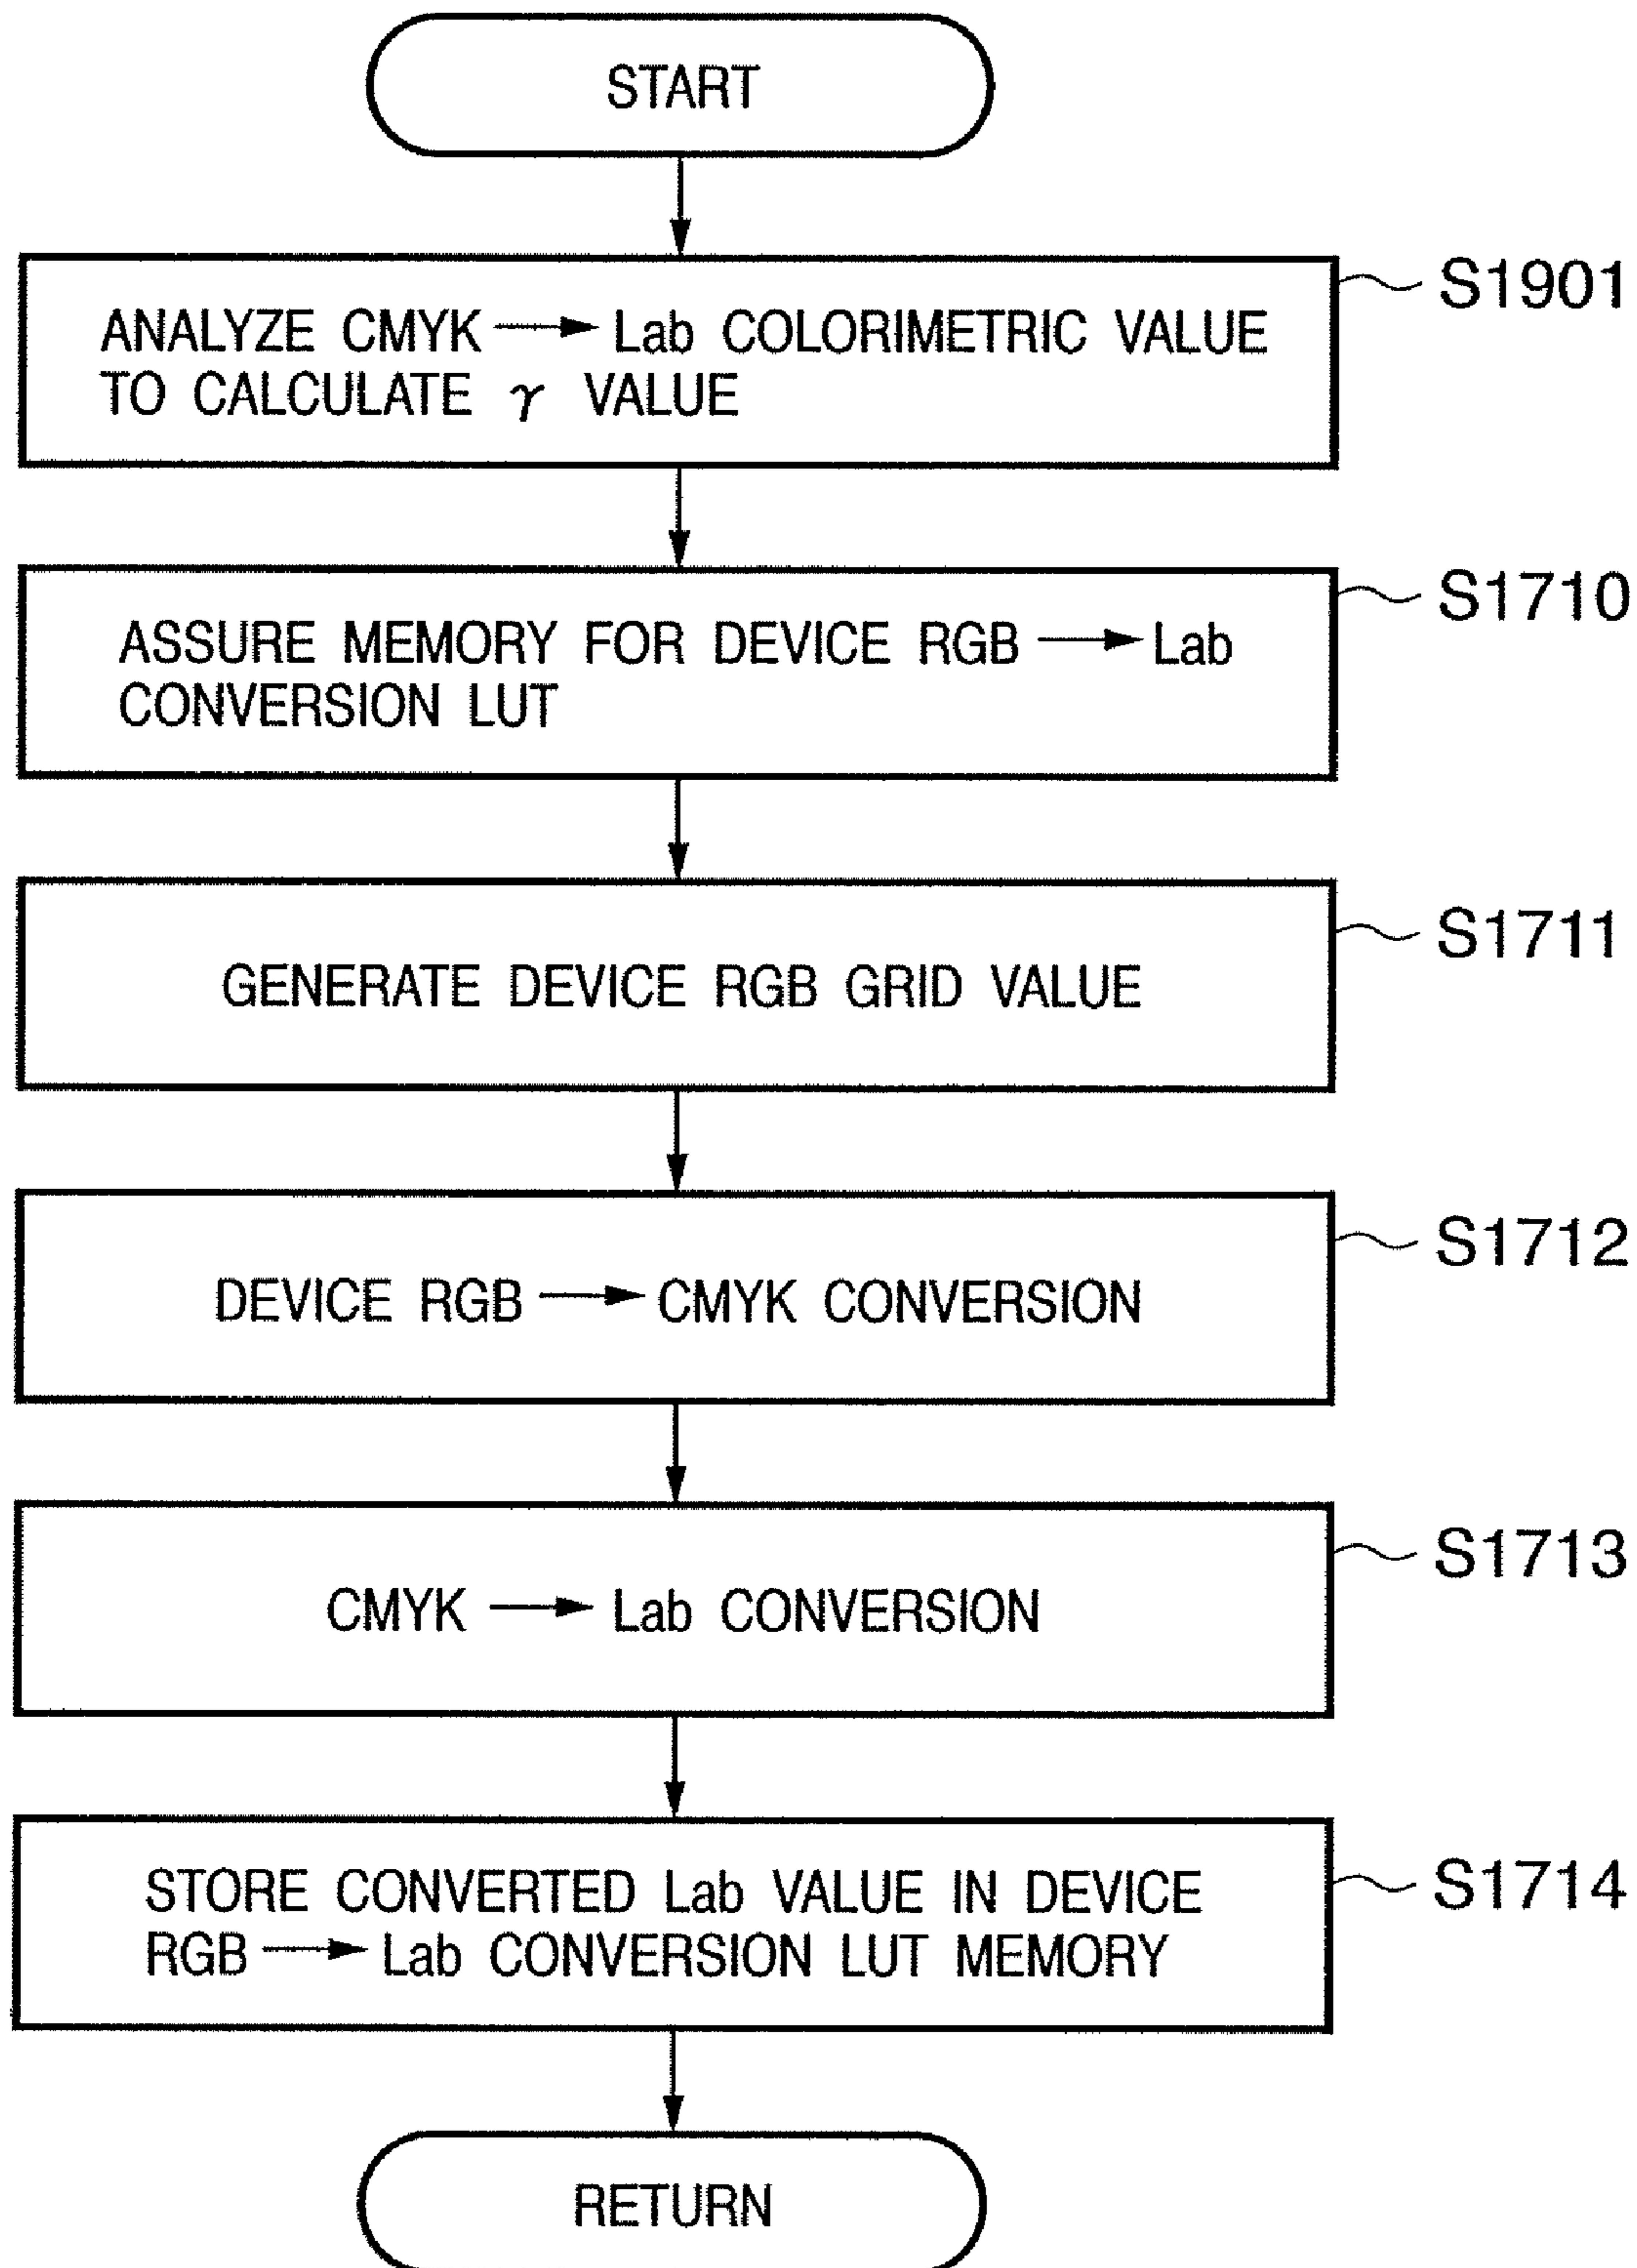 START
S1901
ANALYZE CMYK → Lab COLORIMETRIC VALUE
TO CALCULATE γ VALUE
S1710
ASSURE MEMORY FOR DEVICE RGB → Lab
CONVERSION LUT
S1711
GENERATE DEVICE RGB GRID VALUE
S1712
DEVICE RGB → CMYK CONVERSION
S1713
CMYK → Lab CONVERSION
S1714
STORE CONVERTED Lab VALUE IN DEVICE
RGB → Lab CONVERSION LUT MEMORY
RETURN